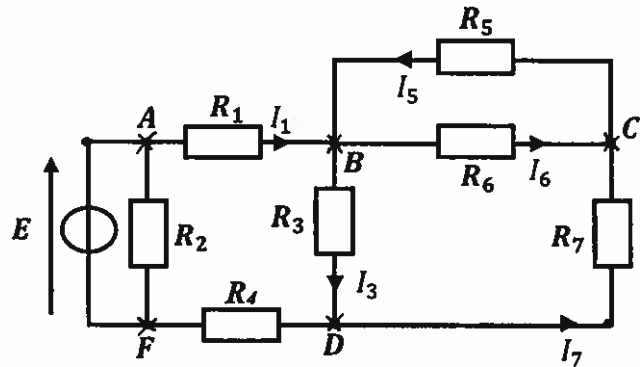 R₅
I₅
A
R₁
I₁
B
R₆
I₆
C
E
R₂
R₃
I₃
R₇
F
R₄
D
I₇